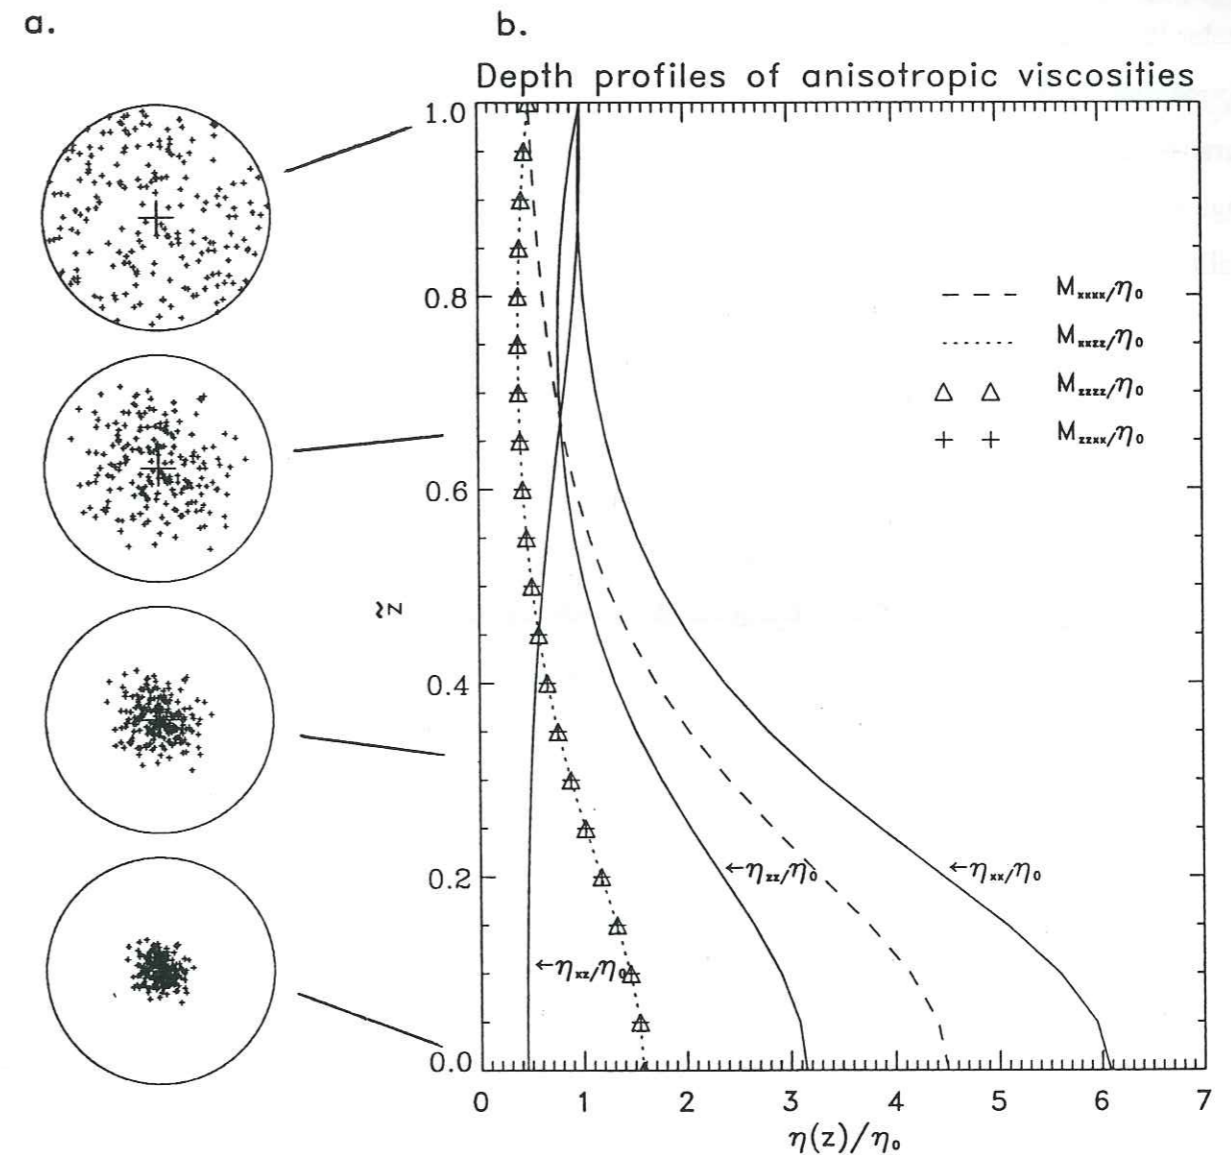 a.
b.
Depth profiles of anisotropic viscosities
1.0
0.8
0.6
0.4
0.2
0.0
z̃
M_xxxx/η₀
M_xxzz/η₀
M_zzzz/η₀
M_zzxx/η₀
←η_zz/η₀
←η_xx/η₀
←η_xz/η₀
0 1 2 3 4 5 6 7
η(z)/η₀